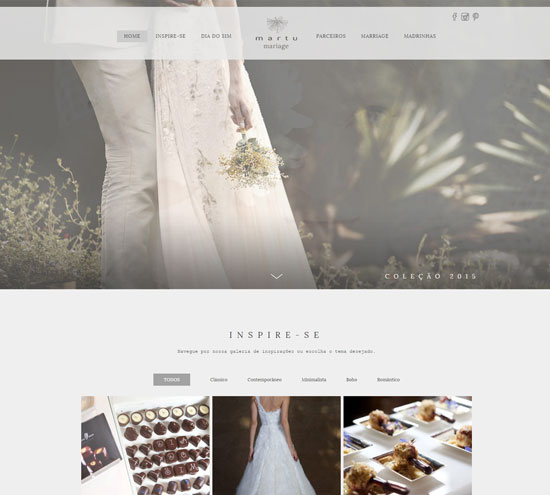 HOME INSPIRE-SE DIA DO SIM martu mariage PARCEIROS MARRIAGE MADRINHAS
COLEÇÃO 2015
INSPIRE-SE
Navegue por nossa galeria de inspirações ou escolha o tema desejado.
TODOS Clássico Contemporâneo Minimalista Boho Romântico